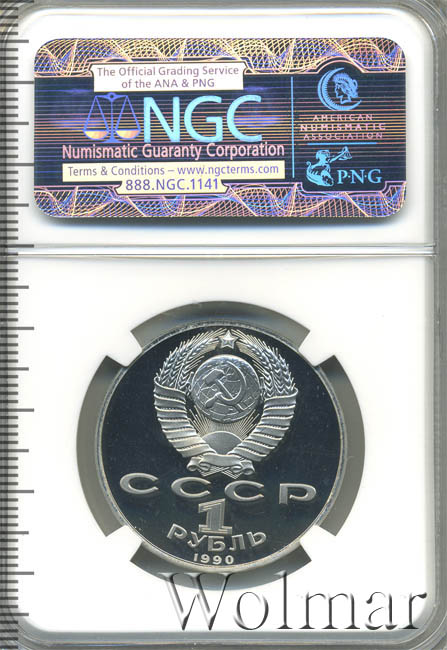 The Official Grading Service
of the ANA & PNG
NGC
Numismatic Guaranty Corporation
Terms & Conditions – www.ngcterms.com
888.NGC.1141
AMERICAN
NUMISMATIC
ASSOCIATION
P·N·G
СССР
1
РУБЛЬ
1990
Wolmar